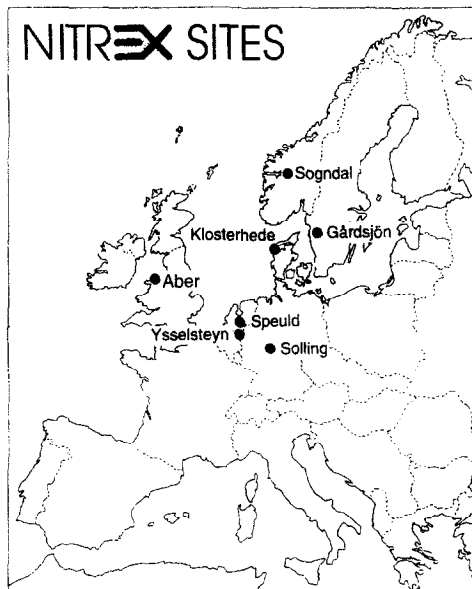 NITREX SITES
Sogndal
Klosterhede
Gårdsjön
Aber
Speuld
Ysselsteyn
Solling